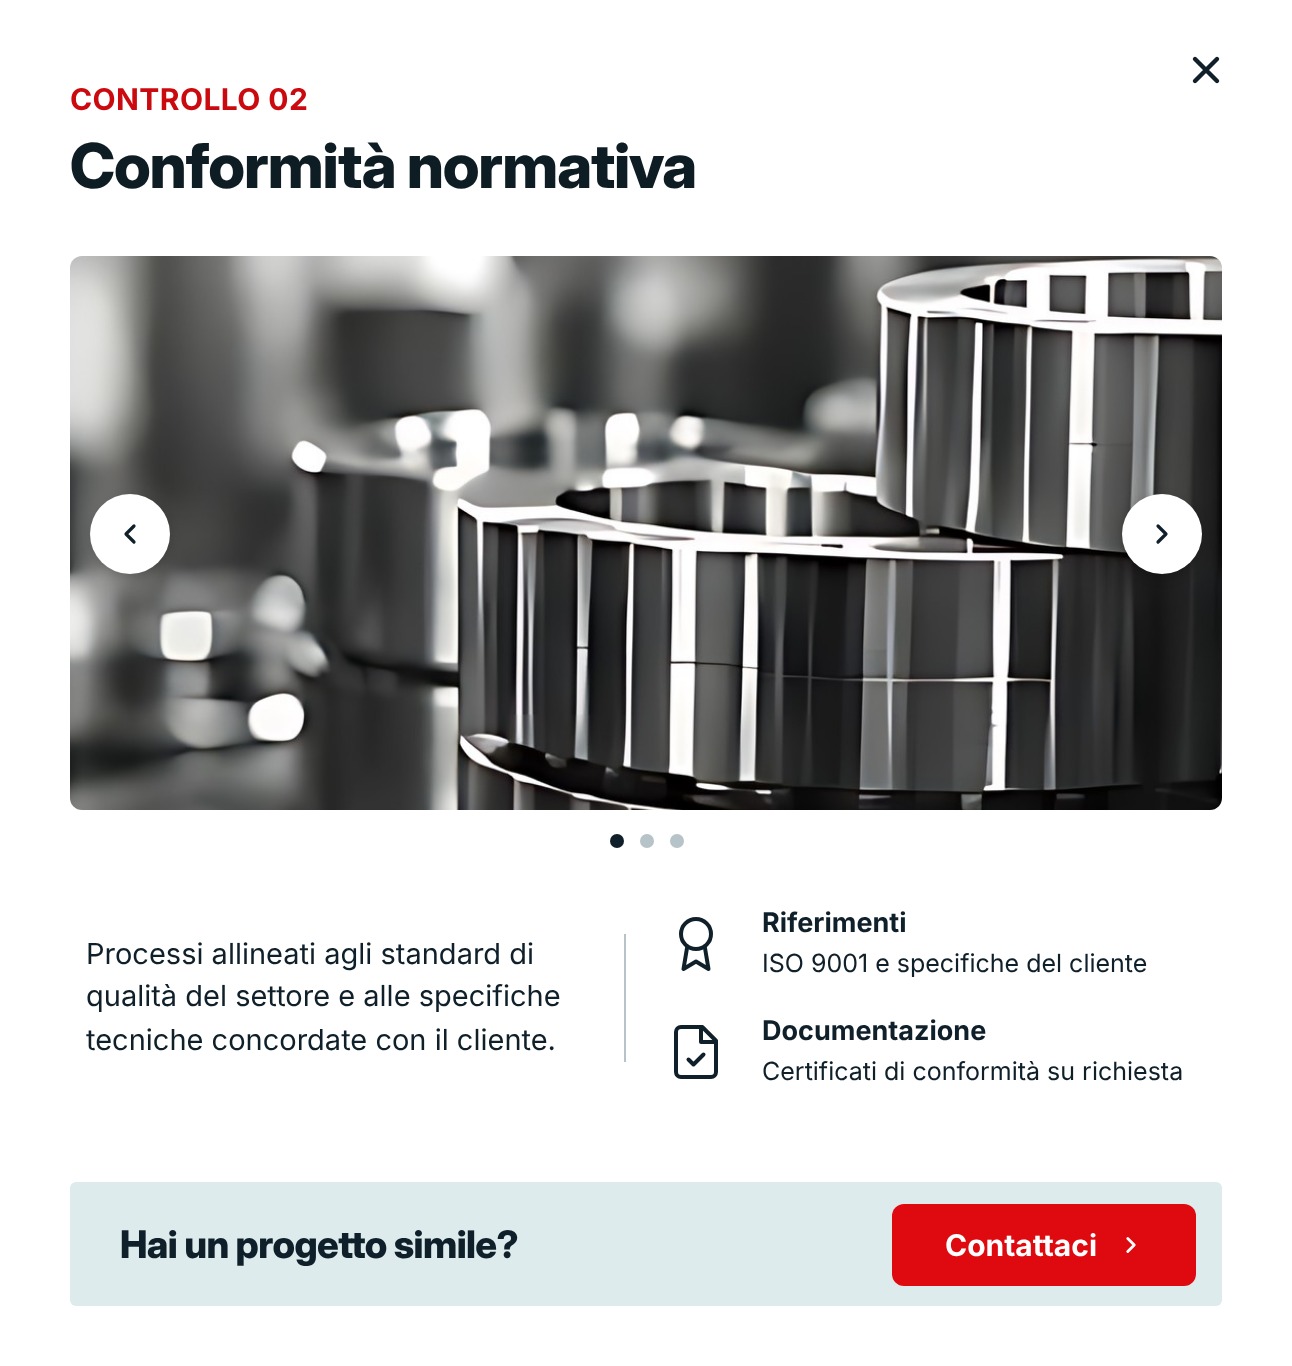 CONTROLLO 02
Conformità normativa
Processi allineati agli standard di
qualità del settore e alle specifiche
tecniche concordate con il cliente.
Riferimenti
ISO 9001 e specifiche del cliente
Documentazione
Certificati di conformità su richiesta
Hai un progetto simile?
Contattaci